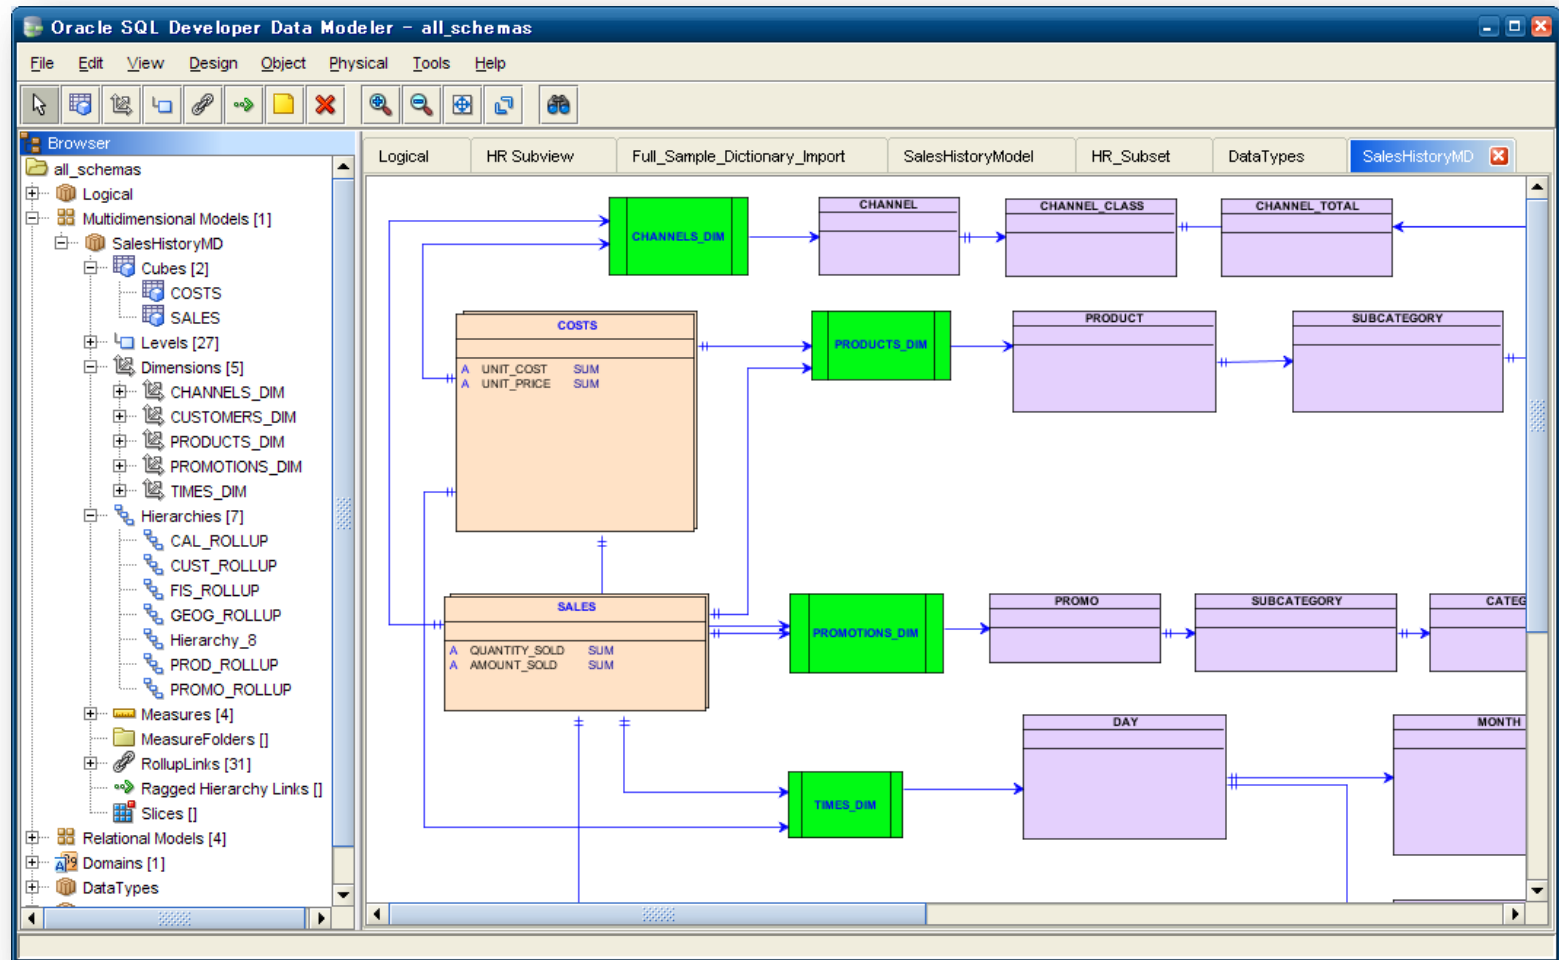 Oracle SQL Developer Data Modeler - all_schemas
File Edit View Design Object Physical Tools Help
Browser
all_schemas
Logical
Multidimensional Models [1]
SalesHistoryMD
Cubes [2]
COSTS
SALES
Levels [27]
Dimensions [5]
CHANNELS_DIM
CUSTOMERS_DIM
PRODUCTS_DIM
PROMOTIONS_DIM
TIMES_DIM
Hierarchies [7]
CAL_ROLLUP
CUST_ROLLUP
FIS_ROLLUP
GEOG_ROLLUP
Hierarchy_8
PROD_ROLLUP
PROMO_ROLLUP
Measures [4]
MeasureFolders []
RollupLinks [31]
Ragged Hierarchy Links []
Slices []
Relational Models [4]
Domains [1]
DataTypes
Logical HR Subview Full_Sample_Dictionary_Import SalesHistoryModel HR_Subset DataTypes SalesHistoryMD
CHANNELS_DIM
CHANNEL
CHANNEL_CLASS
CHANNEL_TOTAL
COSTS
A UNIT_COST SUM
A UNIT_PRICE SUM
PRODUCTS_DIM
PRODUCT
SUBCATEGORY
SALES
A QUANTITY_SOLD SUM
A AMOUNT_SOLD SUM
PROMOTIONS_DIM
PROMO
SUBCATEGORY
CATEG
TIMES_DIM
DAY
MONTH